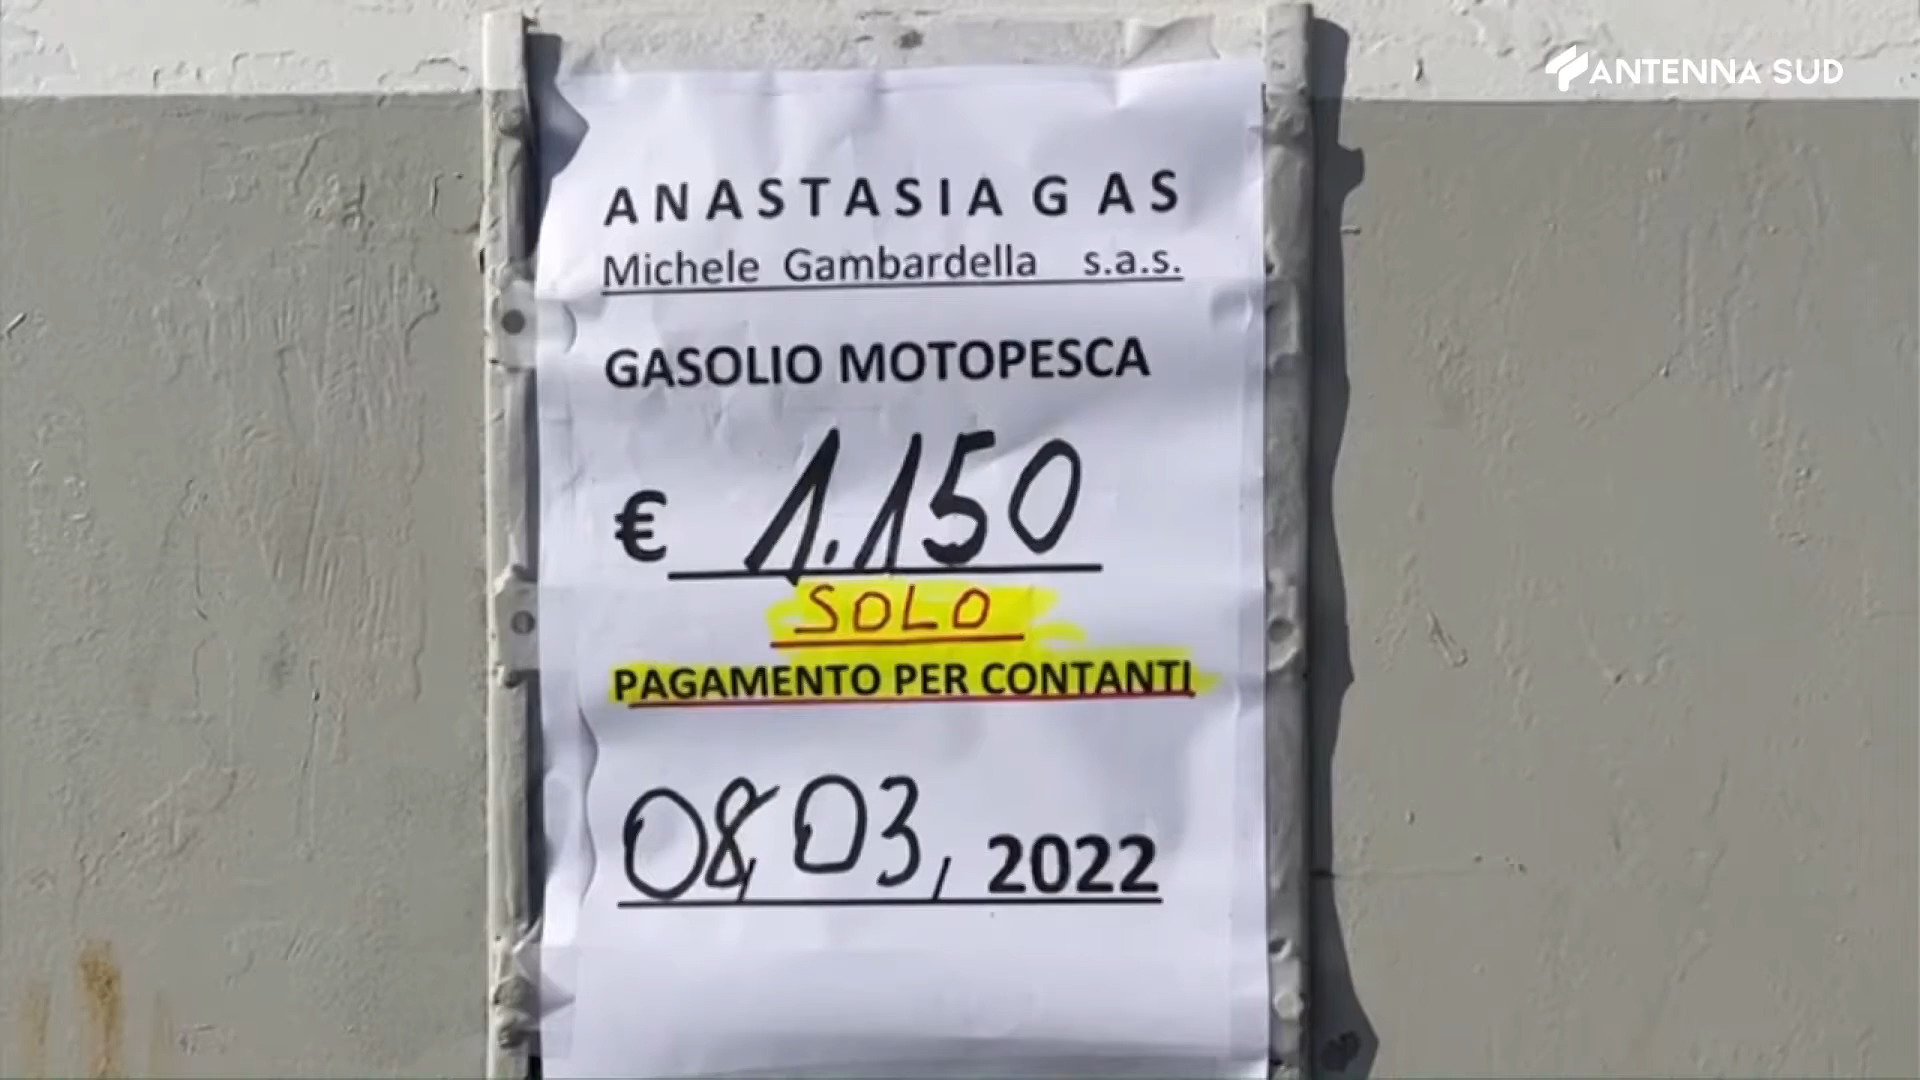 ANTENNA SUD
ANASTASIA GAS
Michele Gambardella s.a.s.
GASOLIO MOTOPESCA
€ 1.150
SOLO
PAGAMENTO PER CONTANTI
08, 03, 2022